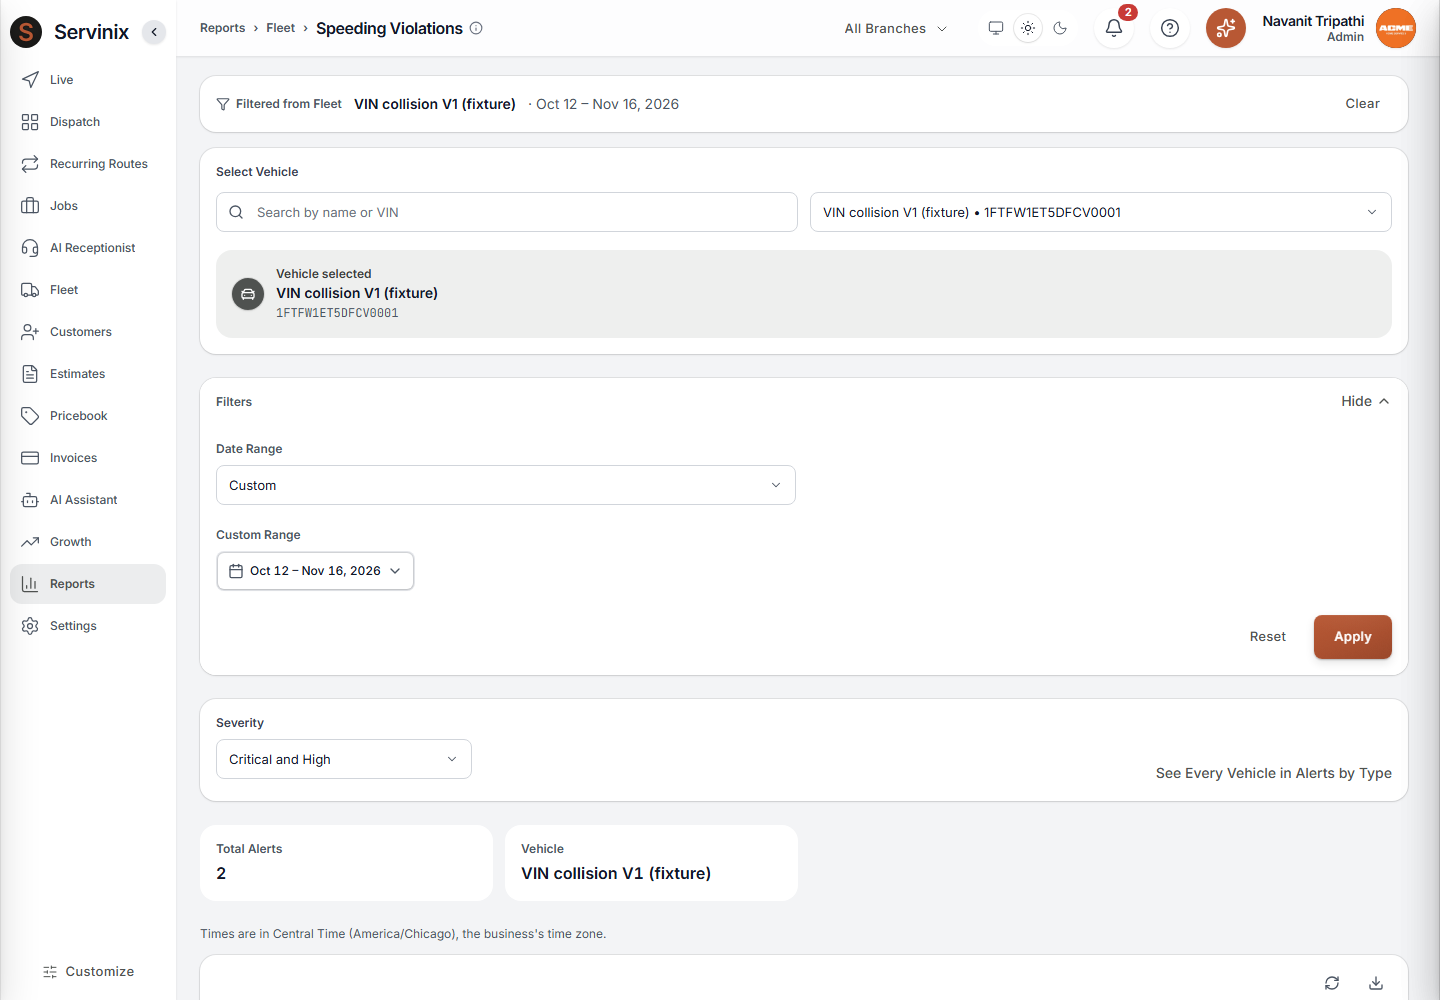 S Servinix
Live
Dispatch
Recurring Routes
Jobs
AI Receptionist
Fleet
Customers
Estimates
Pricebook
Invoices
AI Assistant
Growth
Reports
Settings
Customize
Reports › Fleet › Speeding Violations
All Branches
2
Navanit Tripathi
Admin
ACME
Filtered from Fleet VIN collision V1 (fixture) · Oct 12 – Nov 16, 2026
Clear
Select Vehicle
Search by name or VIN
VIN collision V1 (fixture) • 1FTFW1ET5DFCV0001
Vehicle selected
VIN collision V1 (fixture)
1FTFW1ET5DFCV0001
Filters
Hide
Date Range
Custom
Custom Range
Oct 12 – Nov 16, 2026
Reset
Apply
Severity
Critical and High
See Every Vehicle in Alerts by Type
Total Alerts
2
Vehicle
VIN collision V1 (fixture)
Times are in Central Time (America/Chicago), the business's time zone.